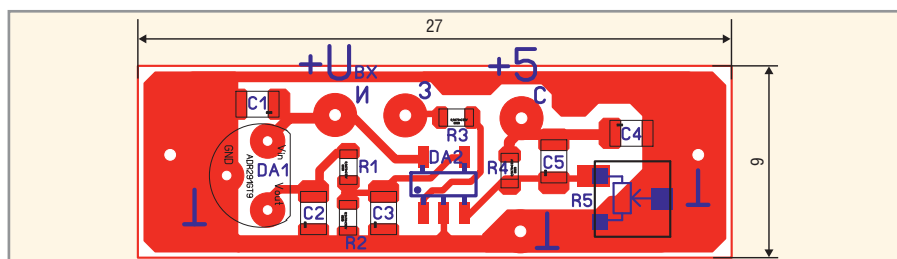 27
+UВХ
+5
И
З
С
C1
R3
C4
DA1
GND
Vin
Vout
R1
DA2
R4
C5
9
R5
C2
C3
R2